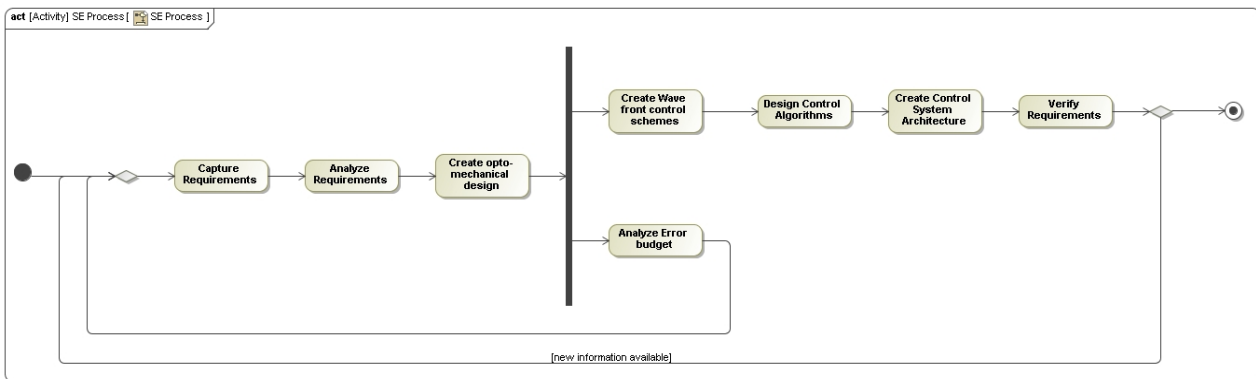 act [Activity] SE Process [ SE Process ]
Create Wave
front control
schemes
Design Control
Algorithms
Create Control
System
Architecture
Verify
Requirements
Capture
Requirements
Analyze
Requirements
Create opto-
mechanical
design
Analyze Error
budget
[new information available]